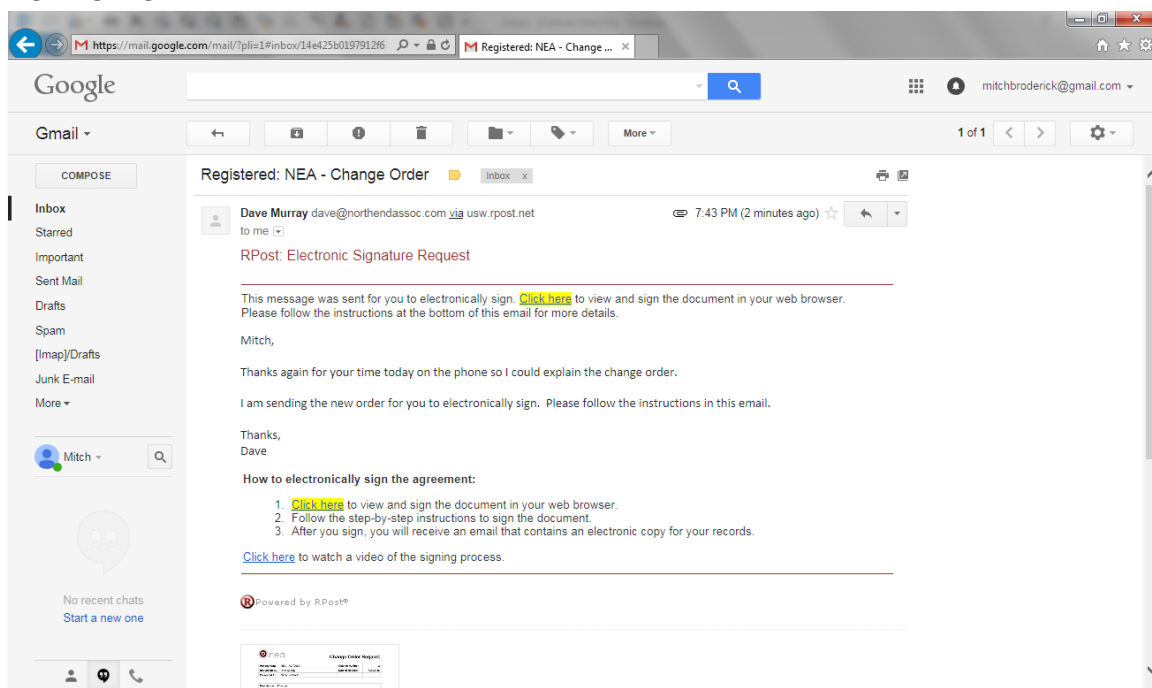 https://mail.google.com/mail/?pli=1#inbox/14e425b0197912f6
Registered: NEA - Change ...
Google
mitchbroderick@gmail.com
Gmail
More
1 of 1
COMPOSE
Registered: NEA - Change Order
Inbox x
Inbox
Starred
Important
Sent Mail
Drafts
Spam
[Imap]/Drafts
Junk E-mail
More
Mitch
No recent chats
Start a new one
Dave Murray dave@northendassoc.com via usw.rpost.net
7:43 PM (2 minutes ago)
to me
RPost: Electronic Signature Request
This message was sent for you to electronically sign. Click here to view and sign the document in your web browser.
Please follow the instructions at the bottom of this email for more details.
Mitch,
Thanks again for your time today on the phone so I could explain the change order.
I am sending the new order for you to electronically sign. Please follow the instructions in this email.
Thanks,
Dave
How to electronically sign the agreement:
1. Click here to view and sign the document in your web browser.
2. Follow the step-by-step instructions to sign the document.
3. After you sign, you will receive an email that contains an electronic copy for your records.
Click here to watch a video of the signing process.
Powered by RPost®
nea
Change Order Request